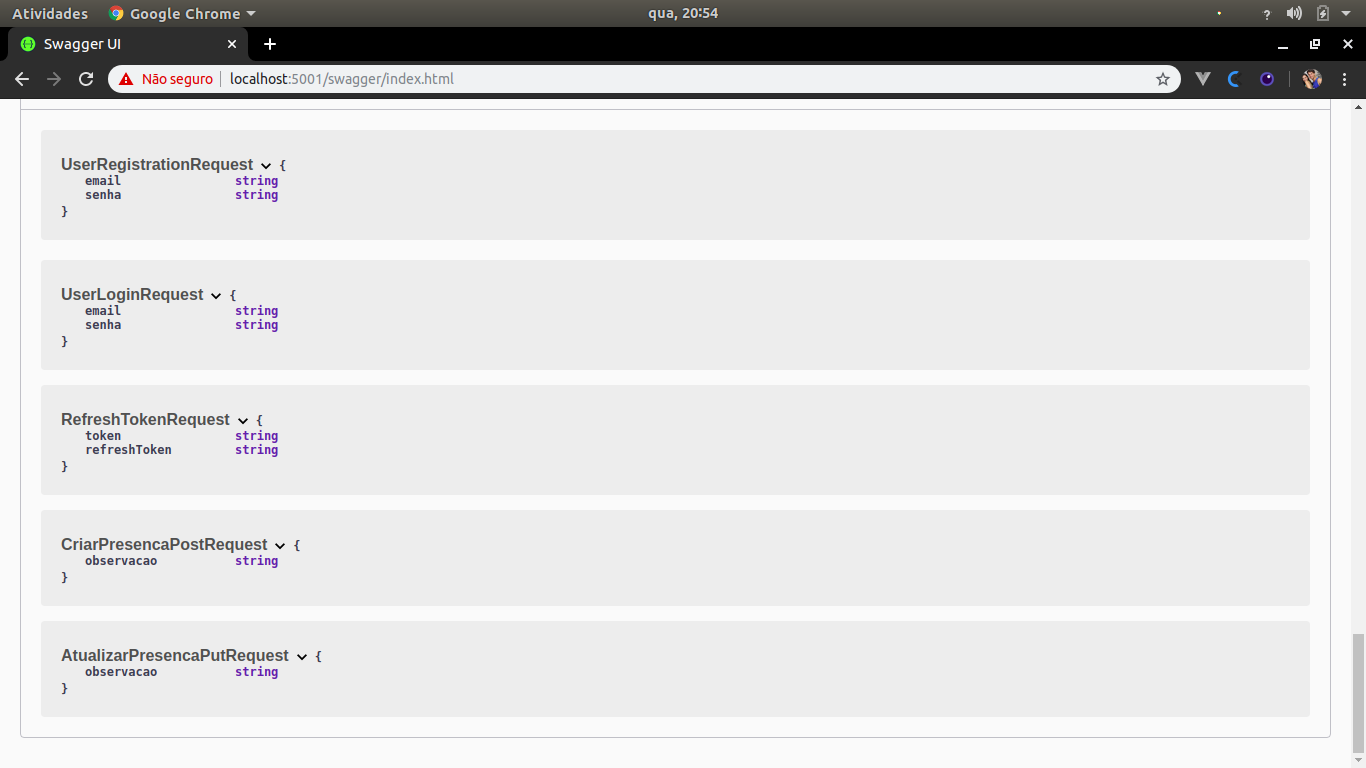 Atividades Google Chrome qua, 20:54 ?
Swagger UI
Não seguro localhost:5001/swagger/index.html
UserRegistrationRequest {
email string
senha string
}
UserLoginRequest {
email string
senha string
}
RefreshTokenRequest {
token string
refreshToken string
}
CriarPresencaPostRequest {
observacao string
}
AtualizarPresencaPutRequest {
observacao string
}